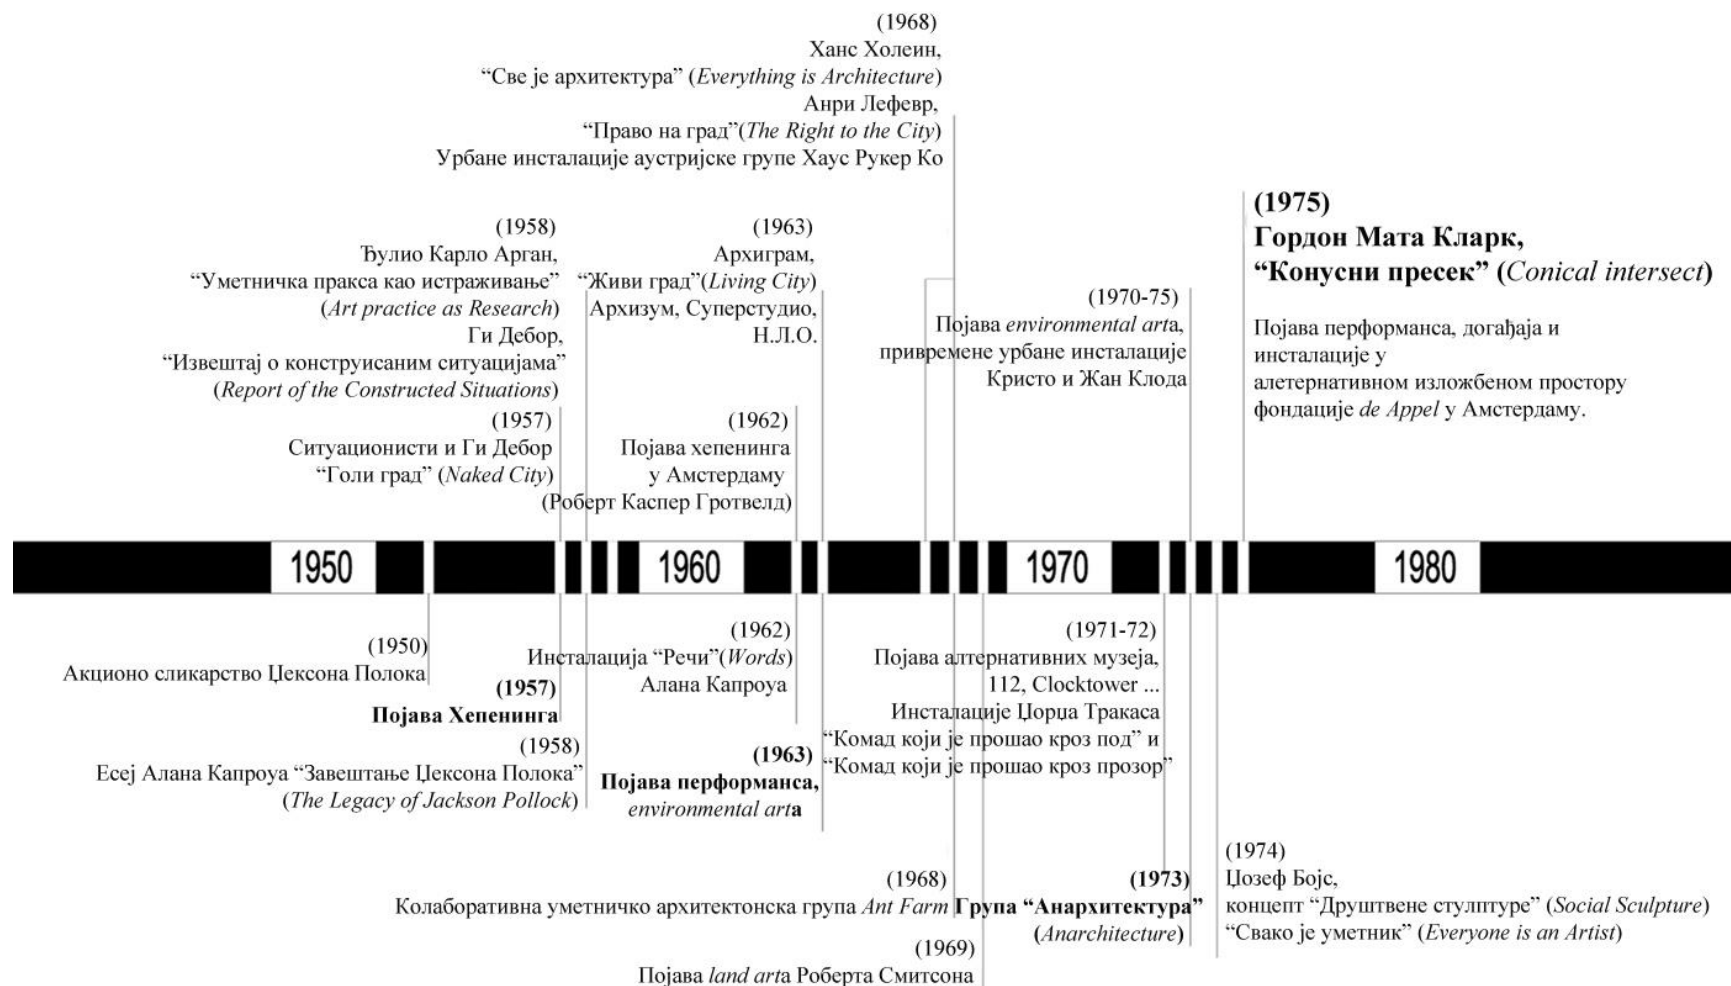 (1968)
Ханс Холеин,
“Све је архитектура” (Everything is Architecture)
Анри Лефевр,
“Право на град”(The Right to the City)
Урбане инсталације аустријске групе Хаус Рукер Ко
(1958)
Ђулио Карло Арган,
“Уметничка пракса као истраживање”
(Art practice as Research)
Ги Дебор,
“Извештај о конструисаним ситуацијама”
(Report of the Constructed Situations)
(1957)
Ситуационисти и Ги Дебор
“Голи град” (Naked City)
(1963)
Архиграм,
“Живи град”(Living City)
Архизум, Суперстудио,
Н.Л.О.
(1962)
Појава хепенинга
у Амстердаму
(Роберт Каспер Гротвелд)
(1970-75)
Појава environmental artа,
привремене урбане инсталације
Кристо и Жан Клода
(1975)
Гордон Мата Кларк,
“Конусни пресек” (Conical intersect)
Појава перформанса, догађаја и
инсталације у
алетернативном изложбеном простору
фондације de Appel у Амстердаму.
1950
1960
1970
1980
(1950)
Акционо сликарство Џексона Полока
(1957)
Појава Хепенинга
(1958)
Есеј Алана Капроуа “Завештање Џексона Полока”
(The Legacy of Jackson Pollock)
(1962)
Инсталација “Речи”(Words)
Алана Капроуа
(1963)
Појава перформанса,
environmental artа
(1971-72)
Појава алтернативних музеја,
112, Clocktower ...
Инсталације Џорџа Тракаса
“Комад који је прошао кроз под” и
“Комад који је прошао кроз прозор”
(1968)
Колаборативна уметничко архитектонска група Ant Farm
(1973)
Група “Анархитектура”
(Anarchitecture)
(1969)
Појава land artа Роберта Смитсона
(1974)
Џозеф Бојс,
концепт “Друштвене стулптуре” (Social Sculpture)
“Свако је уметник” (Everyone is an Artist)